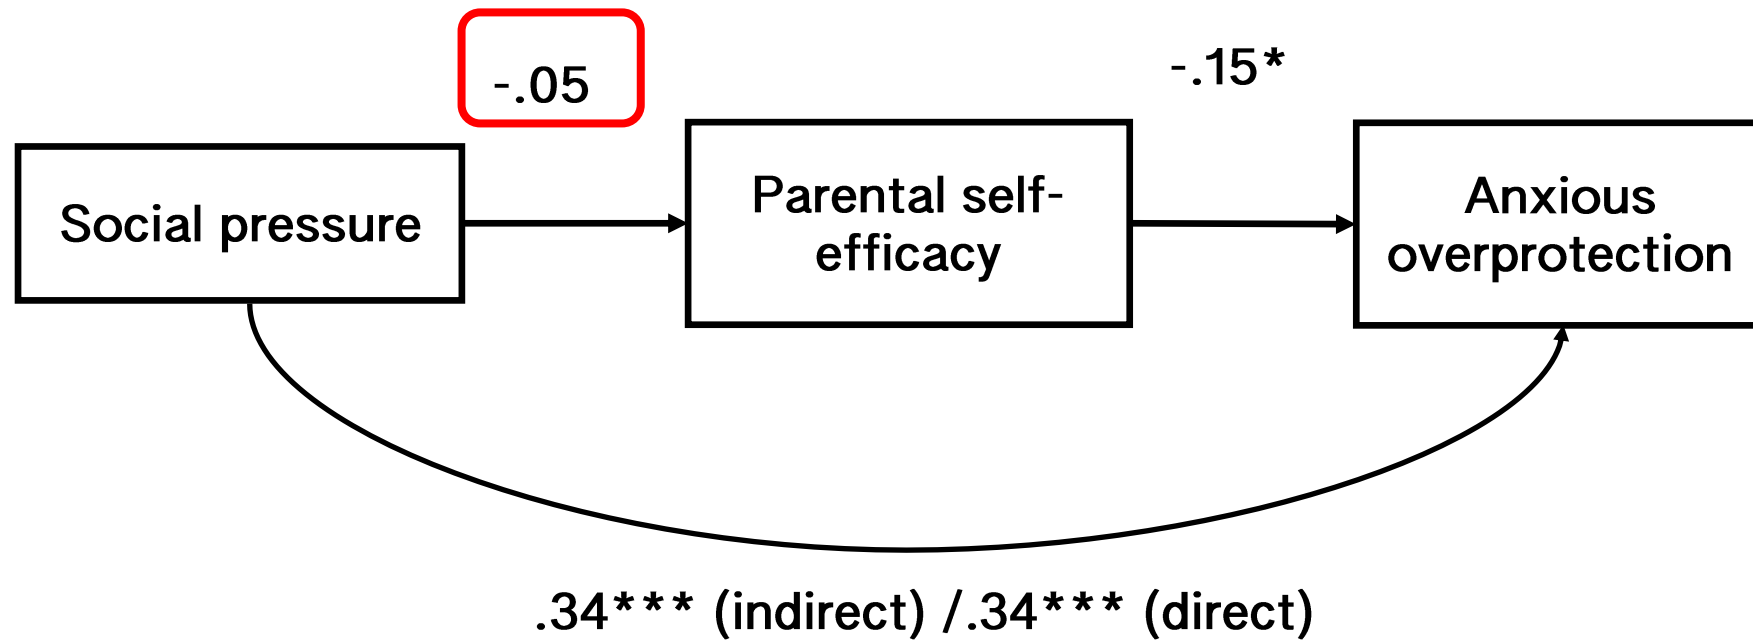 -.05
-.15*
Social pressure
Parental self-
efficacy
Anxious
overprotection
.34*** (indirect) /.34*** (direct)